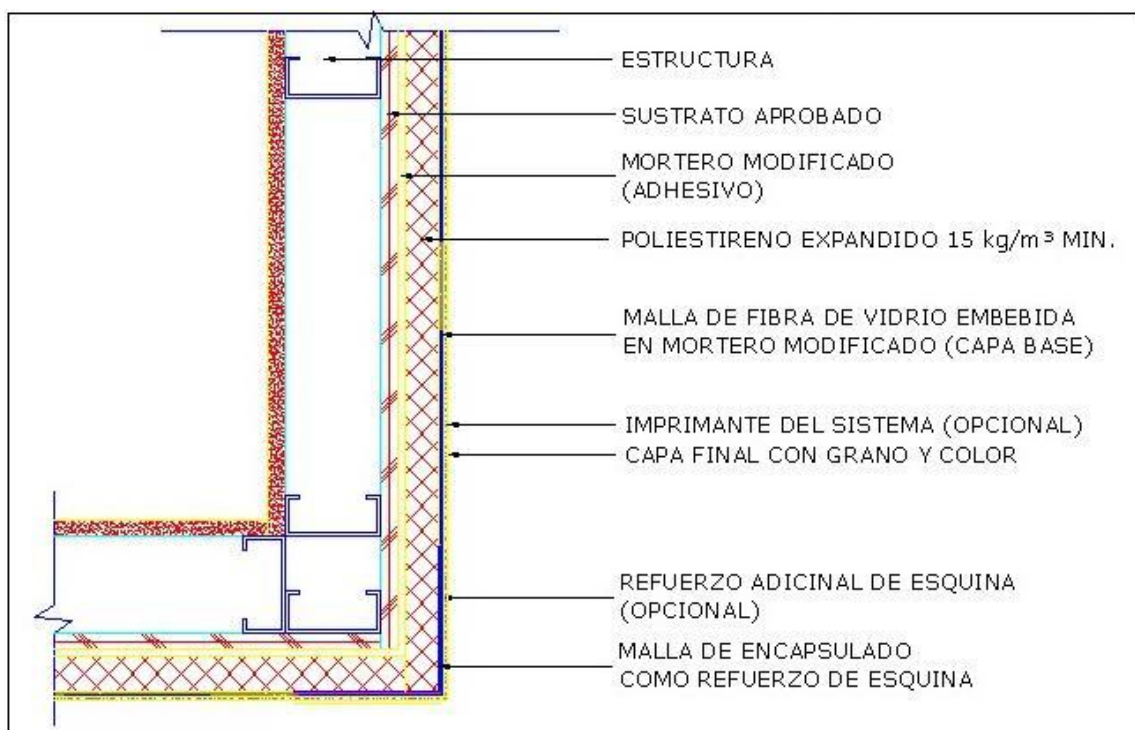 ESTRUCTURA
SUSTRATO APROBADO
MORTERO MODIFICADO
(ADHESIVO)
POLIESTIRENO EXPANDIDO 15 kg/m³ MIN.
MALLA DE FIBRA DE VIDRIO EMBEBIDA
EN MORTERO MODIFICADO (CAPA BASE)
IMPRIMANTE DEL SISTEMA (OPCIONAL)
CAPA FINAL CON GRANO Y COLOR
REFUERZO ADICINAL DE ESQUINA
(OPCIONAL)
MALLA DE ENCAPSULADO
COMO REFUERZO DE ESQUINA